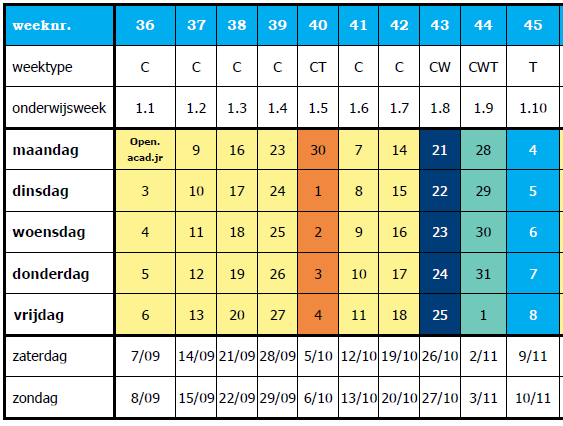 weeknr. 36 37 38 39 40 41 42 43 44 45
weektype C C C C CT C C CW CWT T
onderwijsweek 1.1 1.2 1.3 1.4 1.5 1.6 1.7 1.8 1.9 1.10
maandag Open. acad.jr 9 16 23 30 7 14 21 28 4
dinsdag 3 10 17 24 1 8 15 22 29 5
woensdag 4 11 18 25 2 9 16 23 30 6
donderdag 5 12 19 26 3 10 17 24 31 7
vrijdag 6 13 20 27 4 11 18 25 1 8
zaterdag 7/09 14/09 21/09 28/09 5/10 12/10 19/10 26/10 2/11 9/11
zondag 8/09 15/09 22/09 29/09 6/10 13/10 20/10 27/10 3/11 10/11